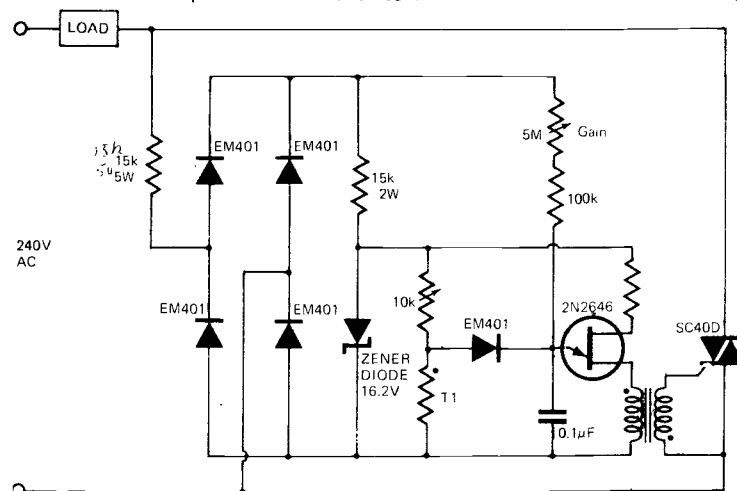 LOAD
EM401
EM401
5M
Gain
15k
5W
15k
2W
100k
240V
AC
EM401
EM401
10k
EM401
2N2646
SC40D
ZENER
DIODE
16.2V
T1
0.1µF